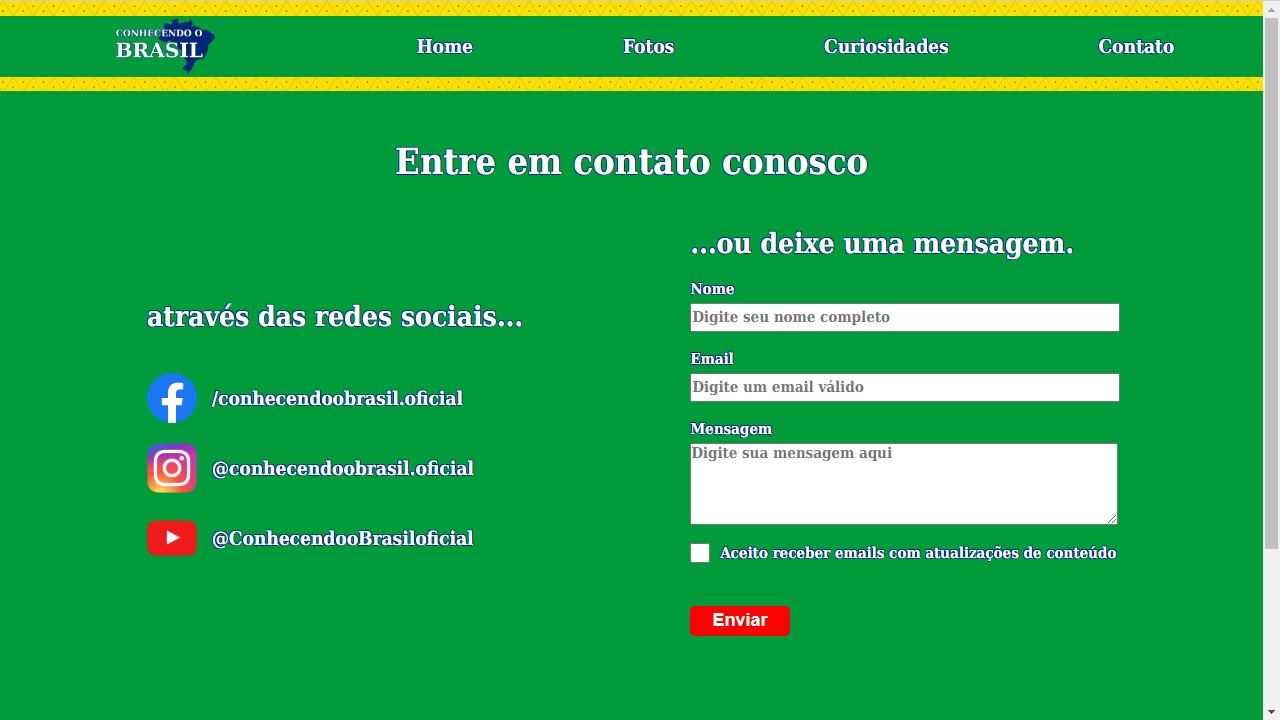 CONHECENDO O
BRASIL
Home
Fotos
Curiosidades
Contato
Entre em contato conosco
através das redes sociais...
/conhecendoobrasil.oficial
@conhecendoobrasil.oficial
@ConhecendooBrasiloficial
...ou deixe uma mensagem.
Nome
Digite seu nome completo
Email
Digite um email válido
Mensagem
Digite sua mensagem aqui
Aceito receber emails com atualizações de conteúdo
Enviar